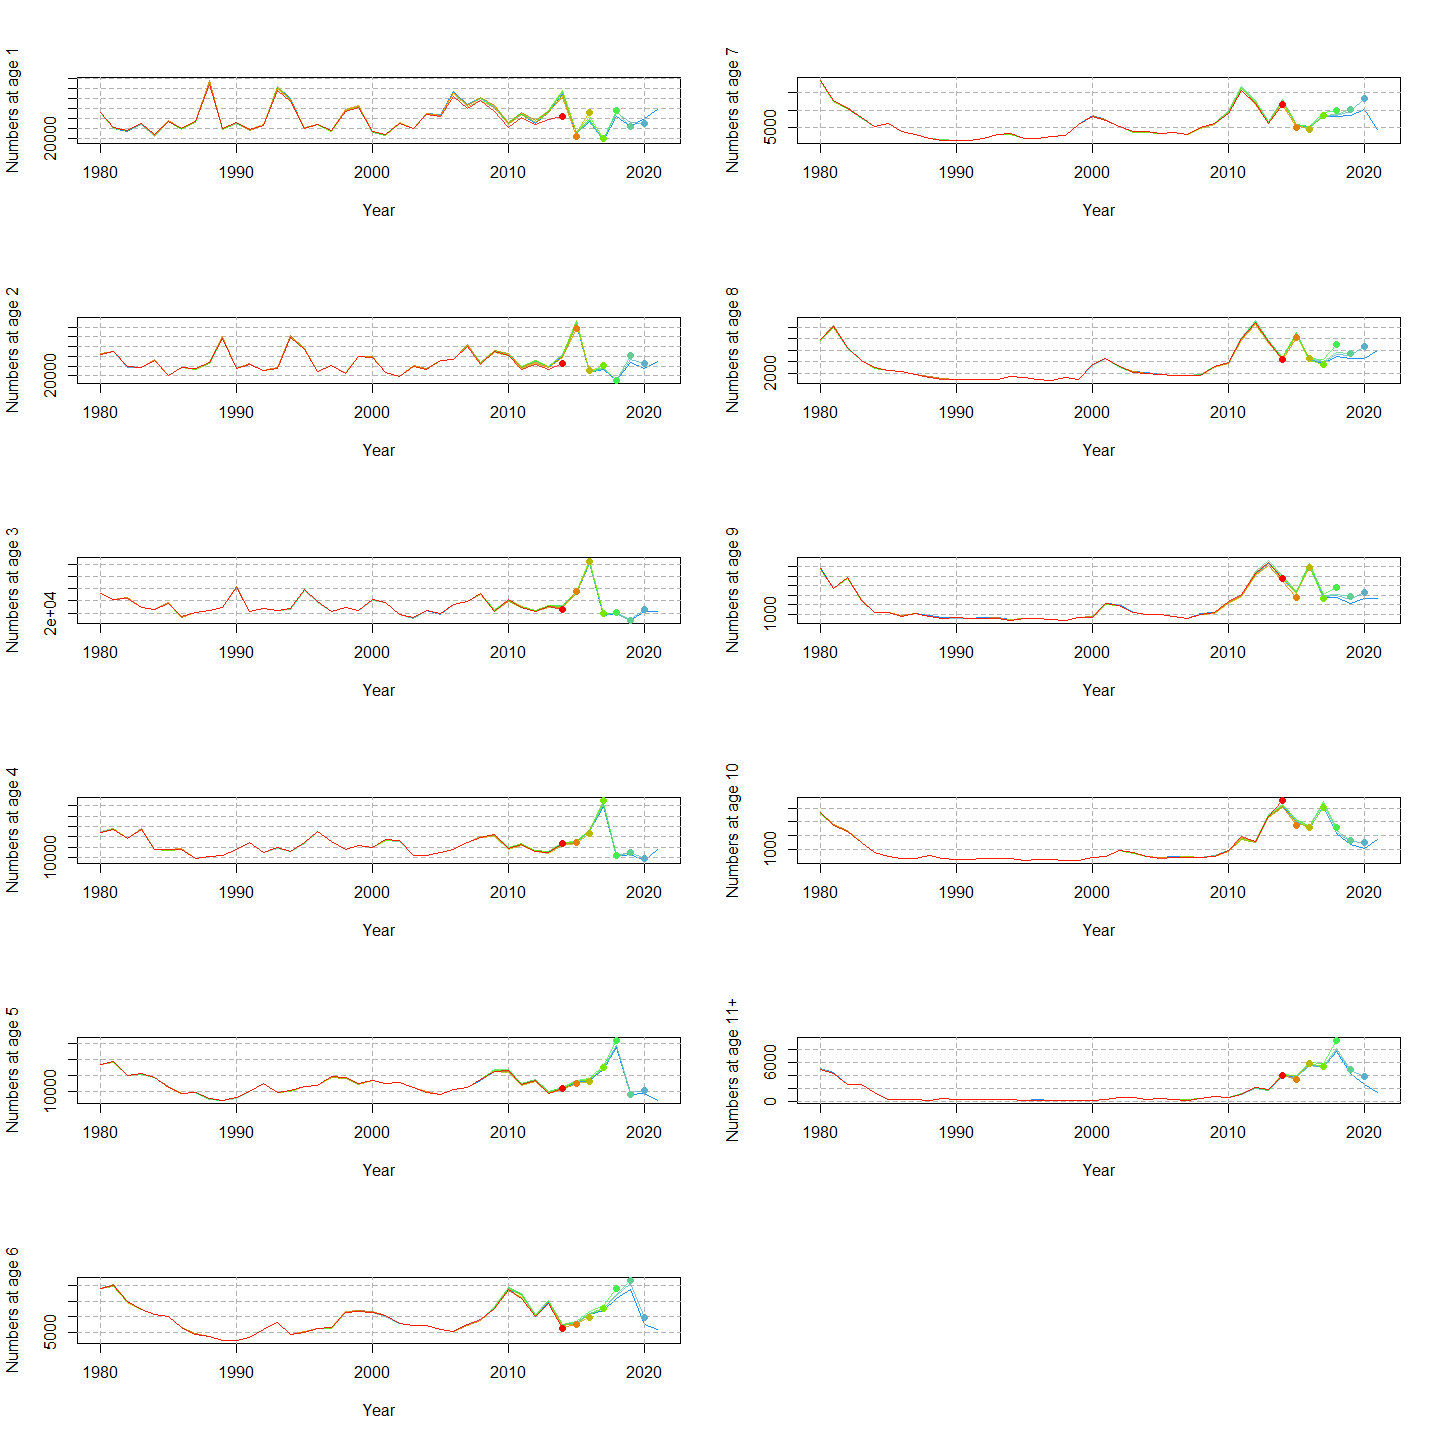 Numbers at age 1
20000
1980 1990 2000 2010 2020
Year
Numbers at age 2
20000
1980 1990 2000 2010 2020
Year
Numbers at age 3
2e+04
1980 1990 2000 2010 2020
Year
Numbers at age 4
10000
1980 1990 2000 2010 2020
Year
Numbers at age 5
10000
1980 1990 2000 2010 2020
Year
Numbers at age 6
5000
1980 1990 2000 2010 2020
Year
Numbers at age 7
5000
1980 1990 2000 2010 2020
Year
Numbers at age 8
2000
1980 1990 2000 2010 2020
Year
Numbers at age 9
1000
1980 1990 2000 2010 2020
Year
Numbers at age 10
1000
1980 1990 2000 2010 2020
Year
Numbers at age 11+
6000
0
1980 1990 2000 2010 2020
Year